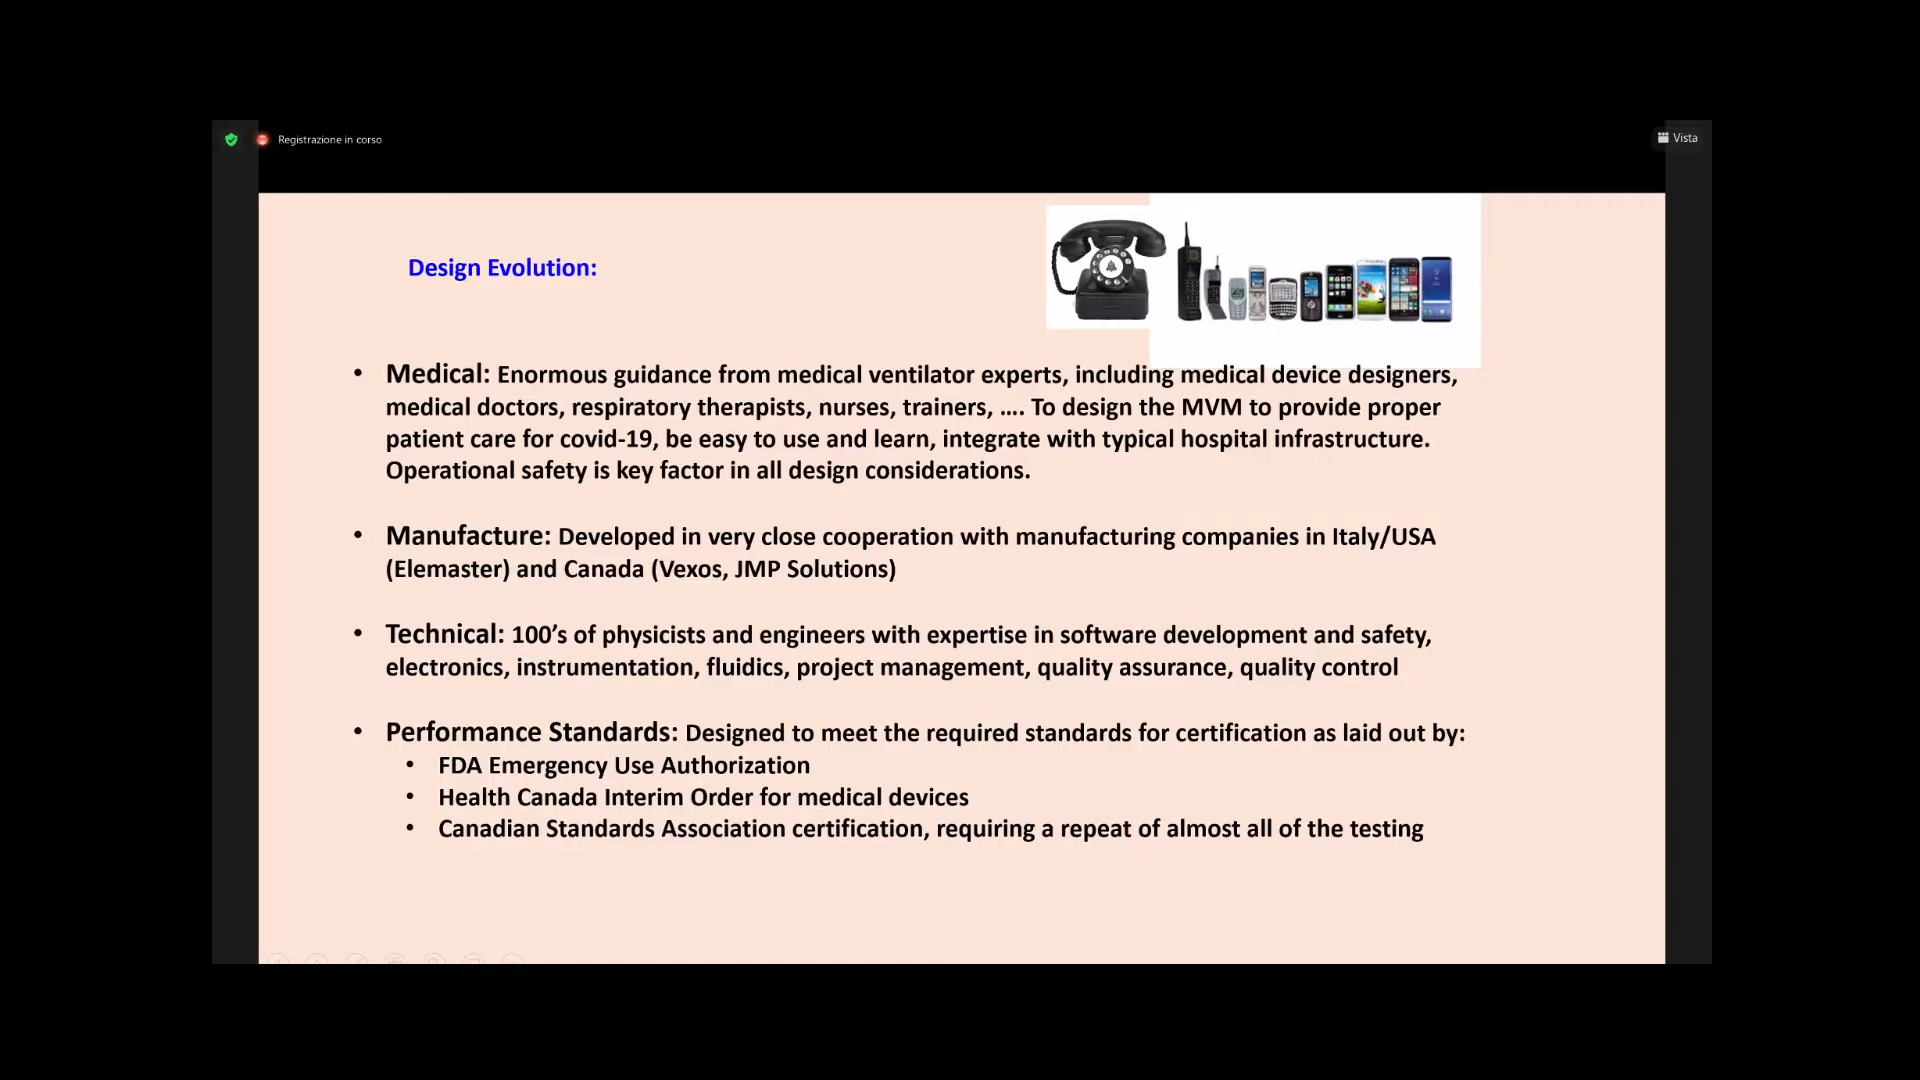 Registrazione in corso
Vista
Design Evolution:
• Medical: Enormous guidance from medical ventilator experts, including medical device designers,
medical doctors, respiratory therapists, nurses, trainers, …. To design the MVM to provide proper
patient care for covid-19, be easy to use and learn, integrate with typical hospital infrastructure.
Operational safety is key factor in all design considerations.
• Manufacture: Developed in very close cooperation with manufacturing companies in Italy/USA
(Elemaster) and Canada (Vexos, JMP Solutions)
• Technical: 100’s of physicists and engineers with expertise in software development and safety,
electronics, instrumentation, fluidics, project management, quality assurance, quality control
• Performance Standards: Designed to meet the required standards for certification as laid out by:
• FDA Emergency Use Authorization
• Health Canada Interim Order for medical devices
• Canadian Standards Association certification, requiring a repeat of almost all of the testing